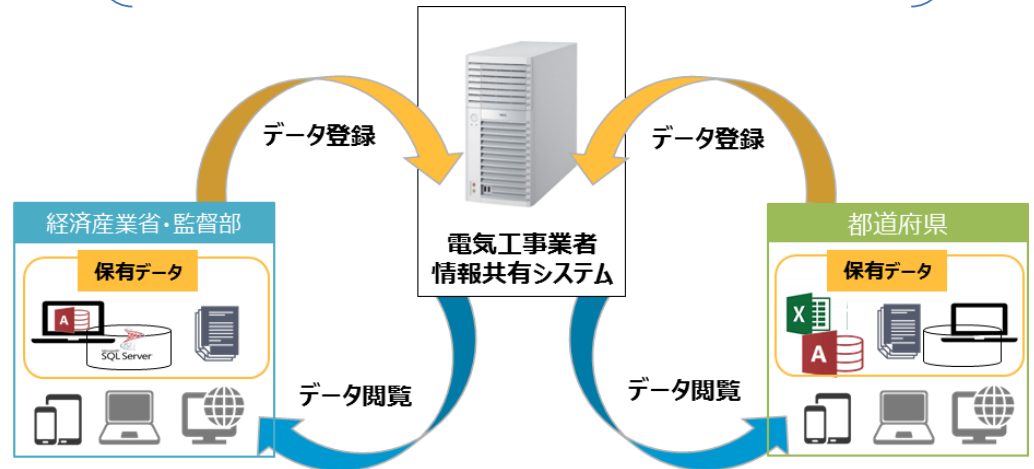 データ登録
データ登録
経済産業省・監督部
保有データ
A
SQL Server
電気工事業者
情報共有システム
都道府県
保有データ
X
A
データ閲覧
データ閲覧